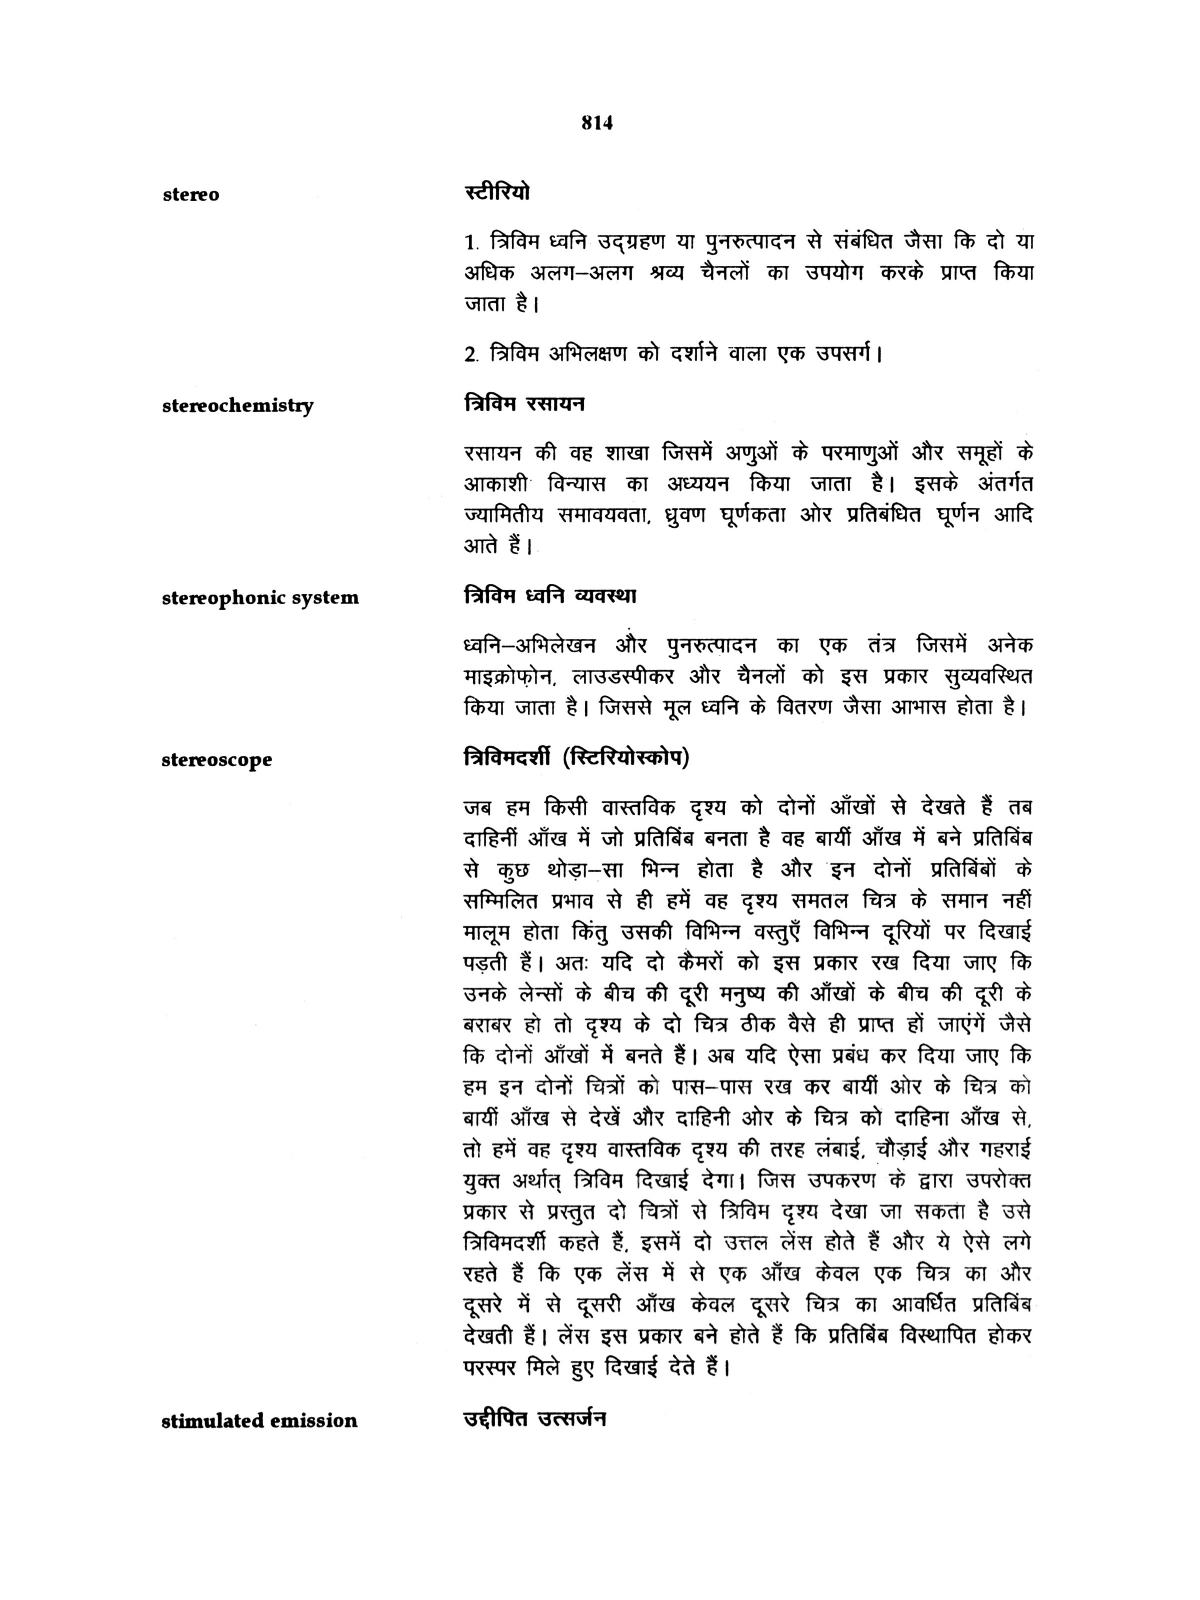 814
stereo स्टीरियो
1. त्रिविम ध्वनि उद्ग्रहण या पुनरुत्पादन से संबंधित जैसा कि दो या
अधिक अलग–अलग श्रव्य चैनलों का उपयोग करके प्राप्त किया
जाता है।
2. त्रिविम अभिलक्षण को दर्शाने वाला एक उपसर्ग।
stereochemistry त्रिविम रसायन
रसायन की वह शाखा जिसमें अणुओं के परमाणुओं और समूहों के
आकाशी विन्यास का अध्ययन किया जाता है। इसके अंतर्गत
ज्यामितीय समावयवता, ध्रुवण घूर्णकता ओर प्रतिबंधित घूर्णन आदि
आते हैं।
stereophonic system त्रिविम ध्वनि व्यवस्था
ध्वनि–अभिलेखन और पुनरुत्पादन का एक तंत्र जिसमें अनेक
माइक्रोफोन, लाउडस्पीकर और चैनलों को इस प्रकार सुव्यवस्थित
किया जाता है। जिससे मूल ध्वनि के वितरण जैसा आभास होता है।
stereoscope त्रिविमदर्शी (स्टिरियोस्कोप)
जब हम किसी वास्तविक दृश्य को दोनों आँखों से देखते हैं तब
दाहिनीं आँख में जो प्रतिबिंब बनता है वह बायीं आँख में बने प्रतिबिंब
से कुछ थोड़ा–सा भिन्न होता है और इन दोनों प्रतिबिंबों के
सम्मिलित प्रभाव से ही हमें वह दृश्य समतल चित्र के समान नहीं
मालूम होता किंतु उसकी विभिन्न वस्तुएँ विभिन्न दूरियों पर दिखाई
पड़ती हैं। अतः यदि दो कैमरों को इस प्रकार रख दिया जाए कि
उनके लेन्सों के बीच की दूरी मनुष्य की आँखों के बीच की दूरी के
बराबर हो तो दृश्य के दो चित्र ठीक वैसे ही प्राप्त हों जाएंगें जैसे
कि दोनों आँखों में बनते हैं। अब यदि ऐसा प्रबंध कर दिया जाए कि
हम इन दोनों चित्रों को पास–पास रख कर बायीं ओर के चित्र को
बायीं आँख से देखें और दाहिनी ओर के चित्र को दाहिना आँख से,
तो हमें वह दृश्य वास्तविक दृश्य की तरह लंबाई, चौड़ाई और गहराई
युक्त अर्थात् त्रिविम दिखाई देगा। जिस उपकरण के द्वारा उपरोक्त
प्रकार से प्रस्तुत दो चित्रों से त्रिविम दृश्य देखा जा सकता है उसे
त्रिविमदर्शी कहते हैं, इसमें दो उत्तल लेंस होते हैं और ये ऐसे लगे
रहते हैं कि एक लेंस में से एक आँख केवल एक चित्र का और
दूसरे में से दूसरी आँख केवल दूसरे चित्र का आवर्धित प्रतिबिंब
देखती हैं। लेंस इस प्रकार बने होते हैं कि प्रतिबिंब विस्थापित होकर
परस्पर मिले हुए दिखाई देते हैं।
stimulated emission उद्दीपित उत्सर्जन